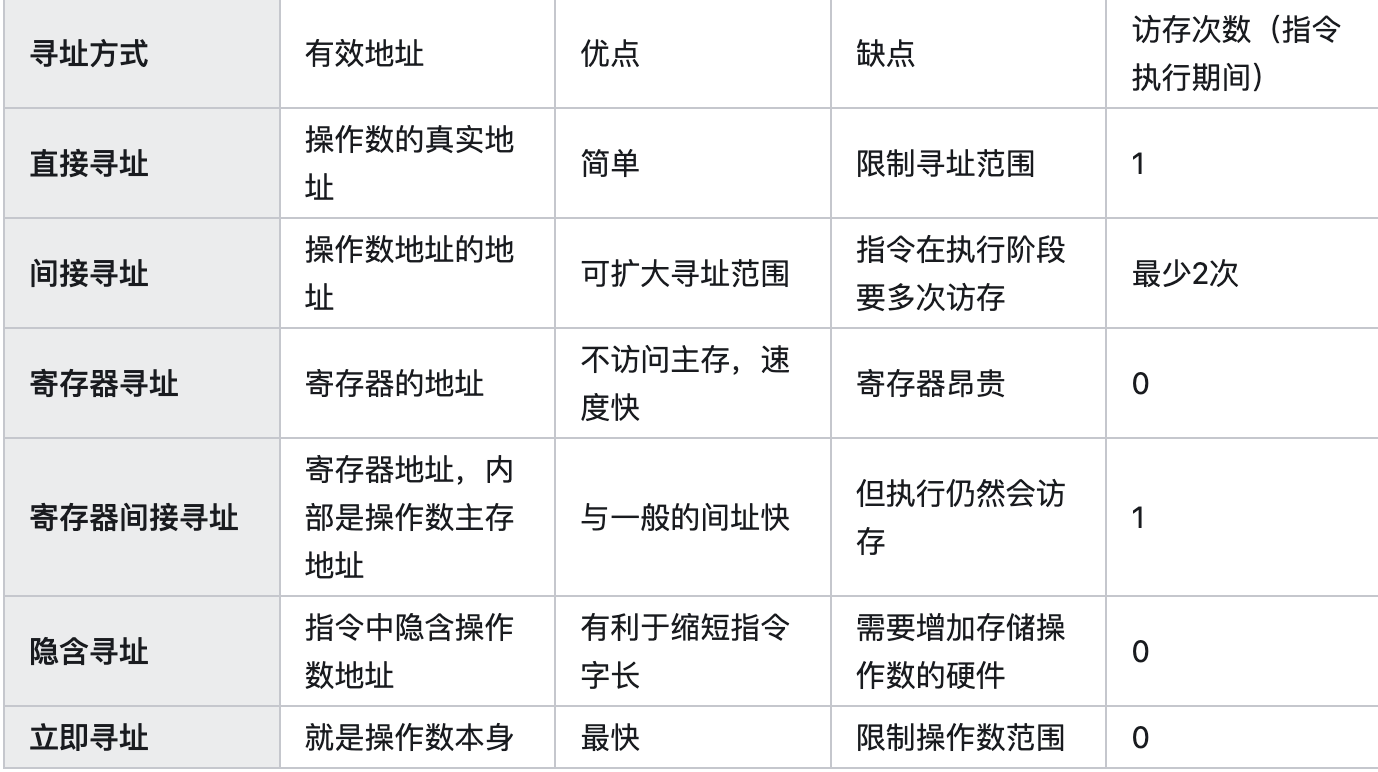 寻址方式
有效地址
优点
缺点
访存次数（指令
执行期间）
直接寻址
操作数的真实地
址
简单
限制寻址范围
1
间接寻址
操作数地址的地
址
可扩大寻址范围
指令在执行阶段
要多次访存
最少2次
寄存器寻址
寄存器的地址
不访问主存，速
度快
寄存器昂贵
0
寄存器间接寻址
寄存器地址，内
部是操作数主存
地址
与一般的间址快
但执行仍然会访
存
1
隐含寻址
指令中隐含操作
数地址
有利于缩短指令
字长
需要增加存储操
作数的硬件
0
立即寻址
就是操作数本身
最快
限制操作数范围
0